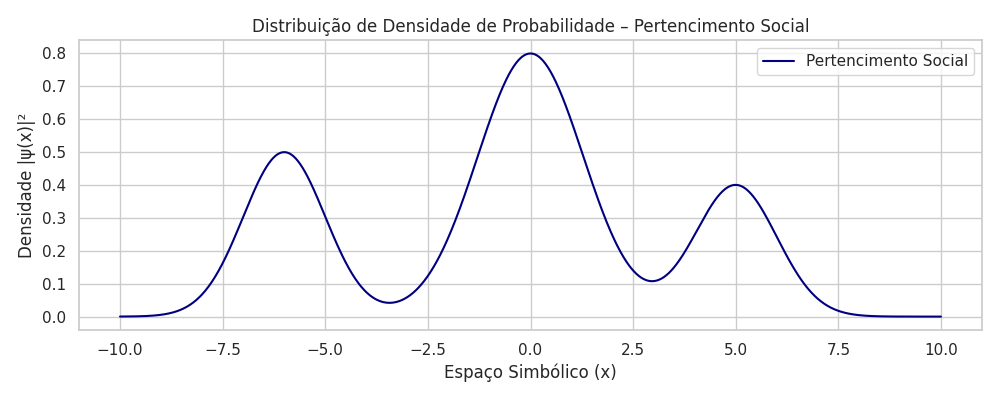 Distribuição de Densidade de Probabilidade – Pertencimento Social
Pertencimento Social
Densidade |ψ(x)|²
0.8
0.7
0.6
0.5
0.4
0.3
0.2
0.1
0.0
−10.0 −7.5 −5.0 −2.5 0.0 2.5 5.0 7.5 10.0
Espaço Simbólico (x)